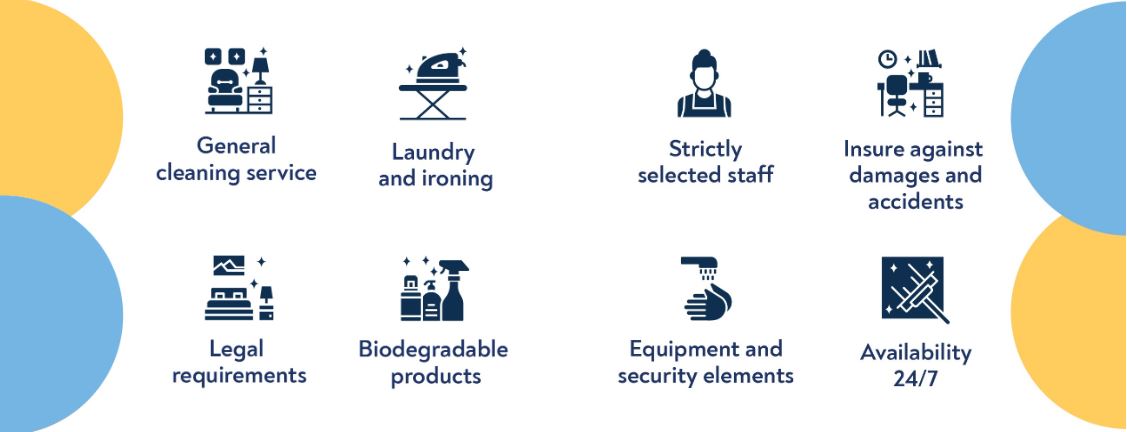 General
cleaning service
Laundry
and ironing
Strictly
selected staff
Insure against
damages and
accidents
Legal
requirements
Biodegradable
products
Equipment and
security elements
Availability
24/7